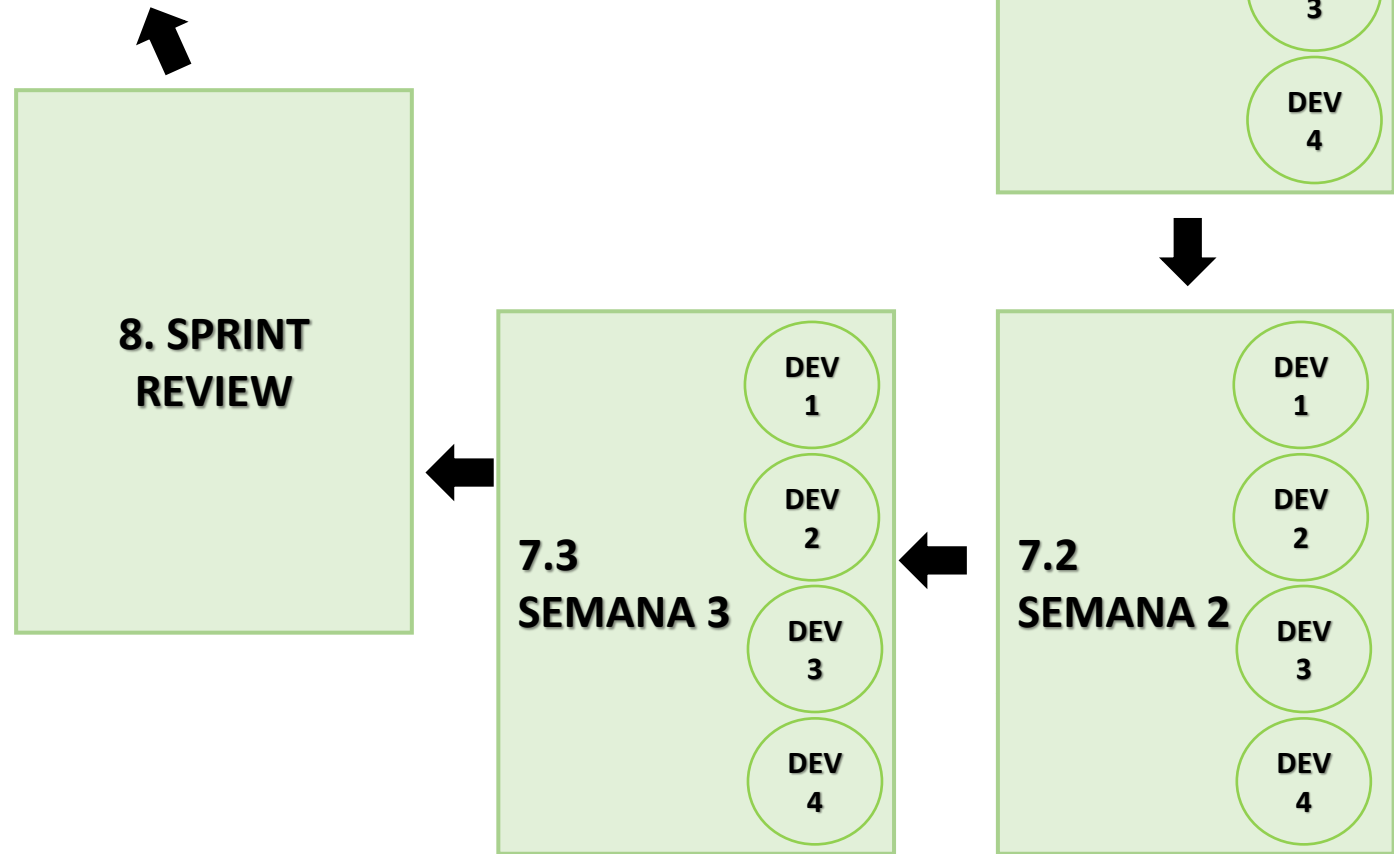 3
DEV
4
8. SPRINT
REVIEW
7.3
SEMANA 3
DEV
1
DEV
2
DEV
3
DEV
4
7.2
SEMANA 2
DEV
1
DEV
2
DEV
3
DEV
4